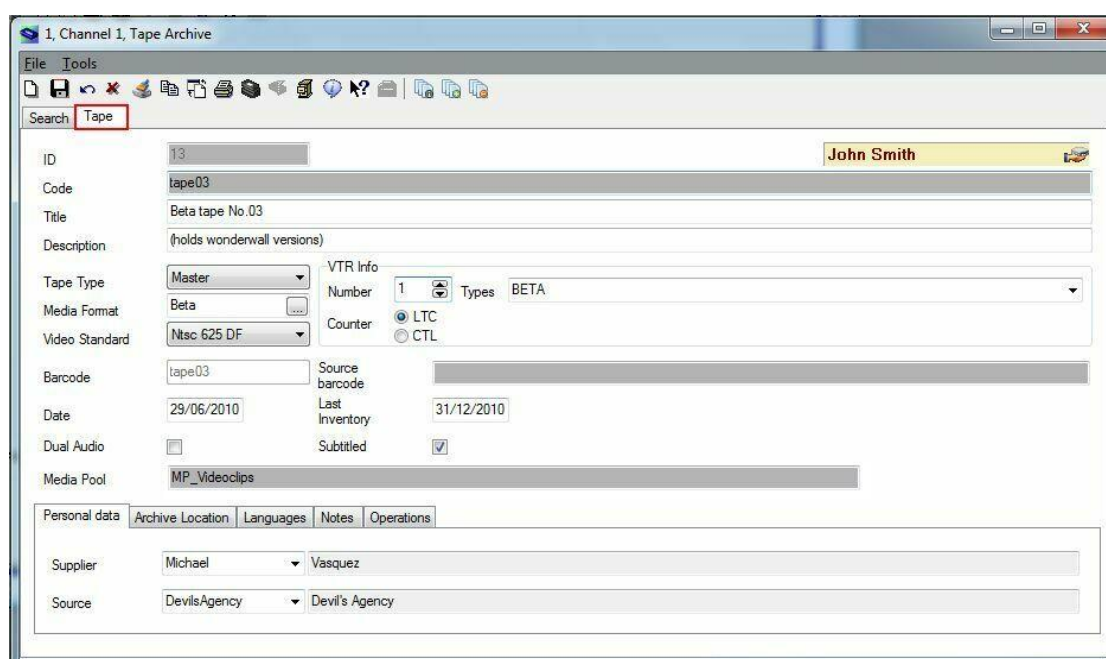 1, Channel 1, Tape Archive
File Tools
Search Tape
ID 13 John Smith
Code tape03
Title Beta tape No.03
Description (holds wonderwall versions)
Tape Type Master
VTR Info
Number 1 Types BETA
Media Format Beta ...
Counter LTC
CTL
Video Standard Ntsc 625 DF
Barcode tape03
Source barcode
Date 29/06/2010
Last Inventory 31/12/2010
Dual Audio
Subtitled
Media Pool MP_Videoclips
Personal data Archive Location Languages Notes Operations
Supplier Michael Vasquez
Source DevilsAgency Devil's Agency